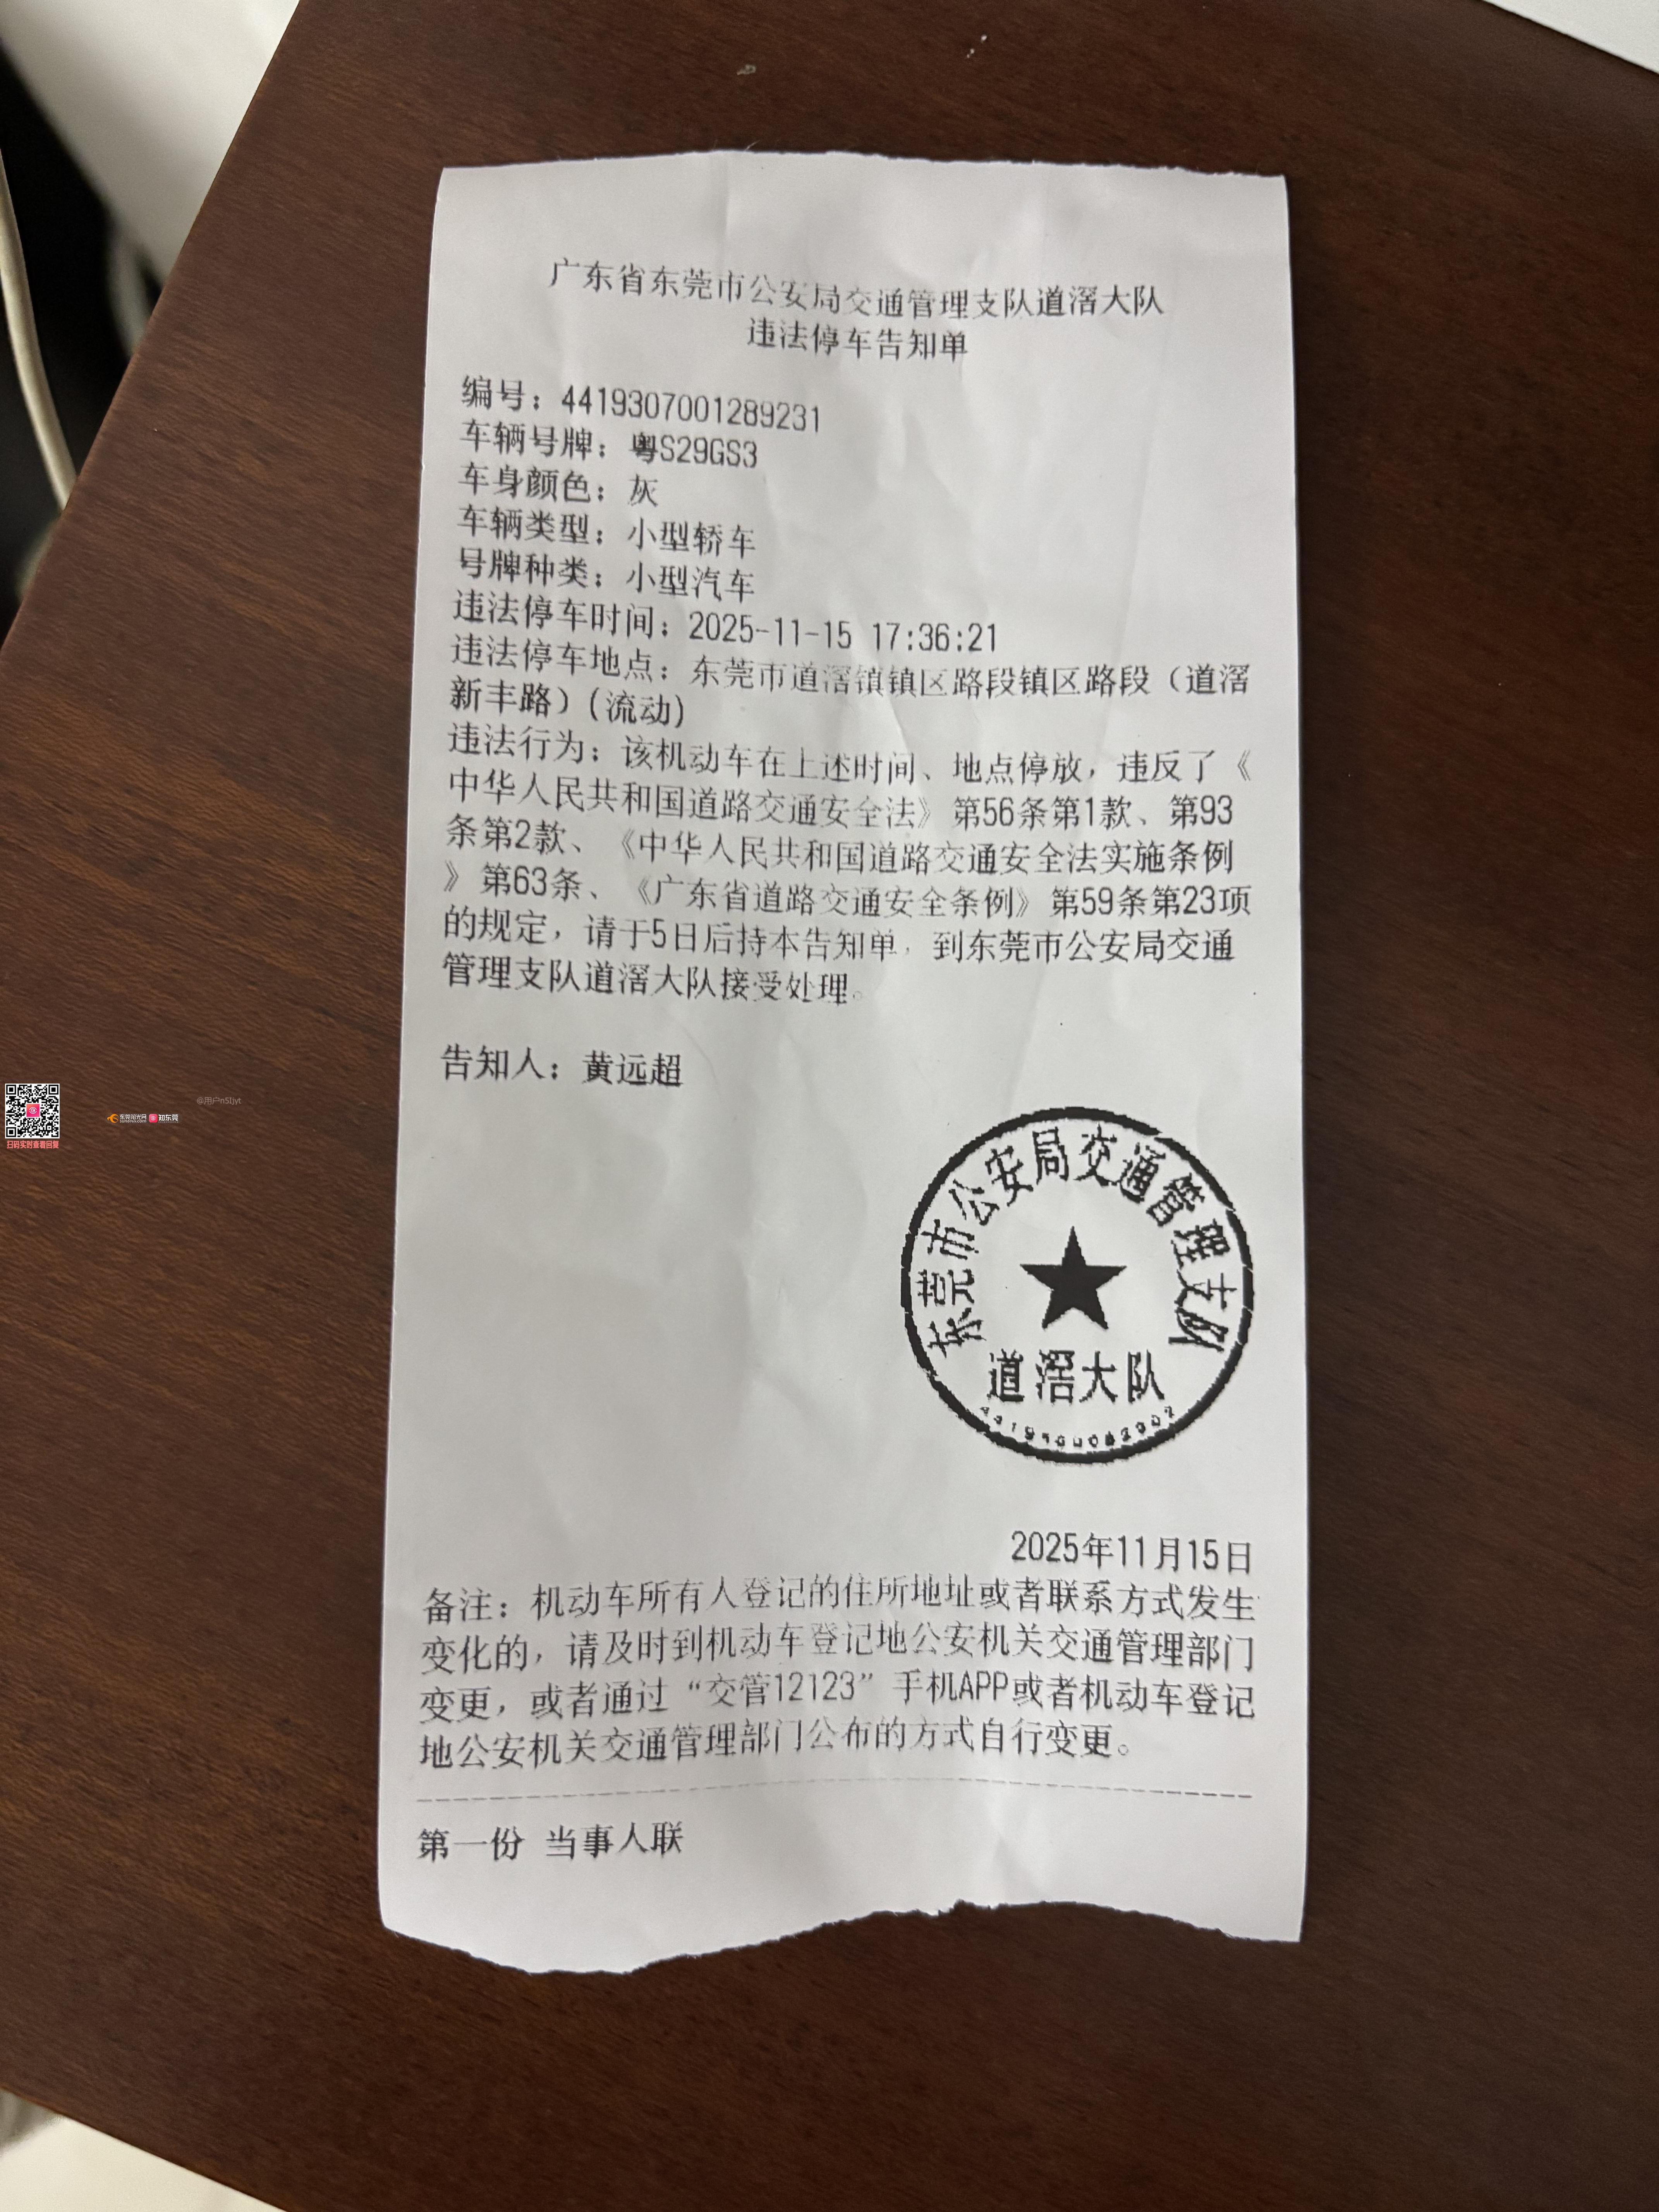 广东省东莞市公安局交通管理支队道滘大队
违法停车告知单
编号：4419307001289231
车辆号牌：粤S29GS3
车身颜色：灰
车辆类型：小型轿车
号牌种类：小型汽车
违法停车时间：2025-11-15 17:36:21
违法停车地点：东莞市道滘镇镇区路段镇区路段（道滘
新丰路）(流动)
违法行为：该机动车在上述时间、地点停放，违反了《
中华人民共和国道路交通安全法》第56条第1款、第93
条第2款、《中华人民共和国道路交通安全法实施条例
》第63条、《广东省道路交通安全条例》第59条第23项
的规定，请于5日后持本告知单，到东莞市公安局交通
管理支队道滘大队接受处理。
告知人：黄远超
东莞市公安局交通管理支队
道滘大队
2025年11月15日
备注：机动车所有人登记的住所地址或者联系方式发生
变化的，请及时到机动车登记地公安机关交通管理部门
变更，或者通过“交管12123”手机APP或者机动车登记
地公安机关交通管理部门公布的方式自行变更。
第一份 当事人联
扫码实时查看回复
东莞阳光网 知东莞